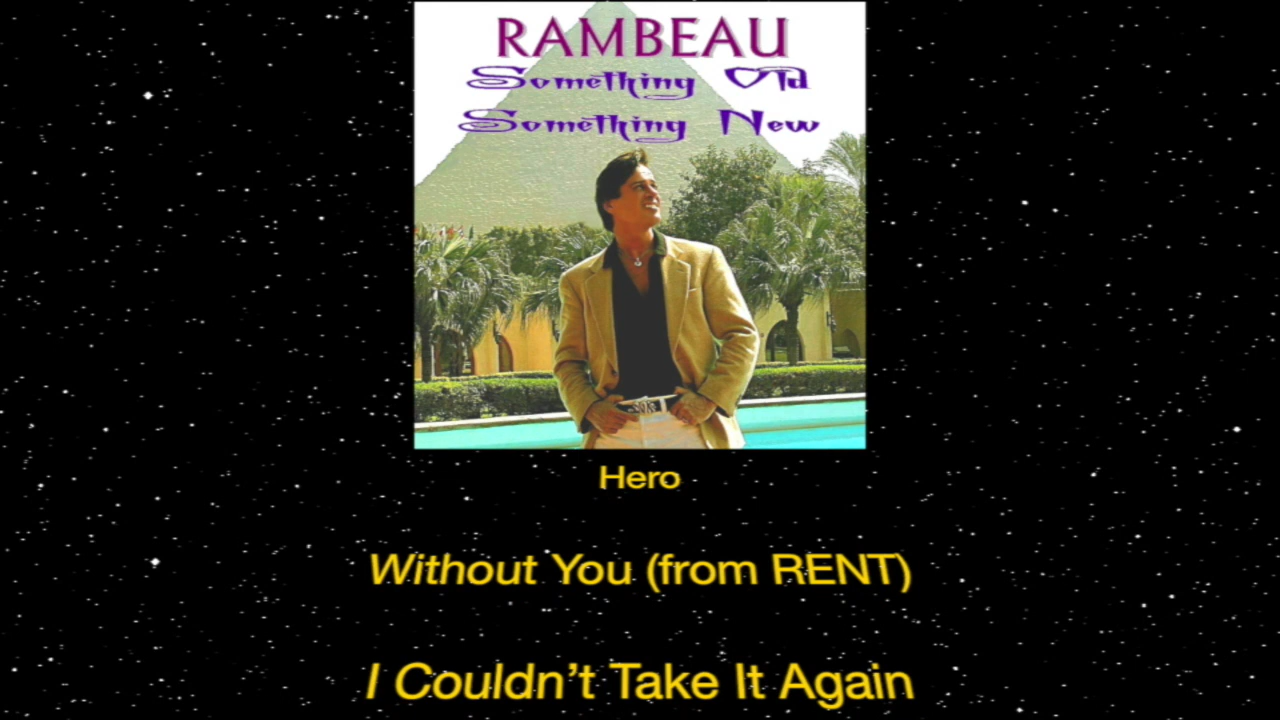 RAMBEAU
Something Old
Something New
Hero
Without You (from RENT)
I Couldn’t Take It Again